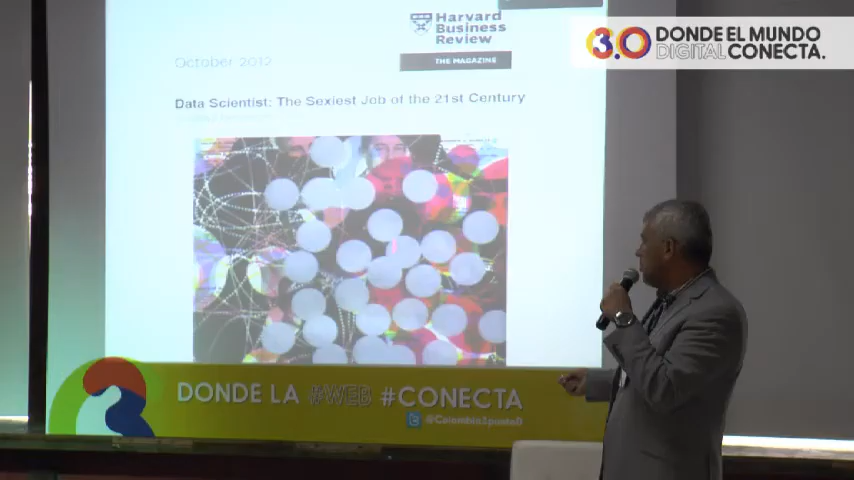 Harvard
Business
Review
THE MAGAZINE
3.0
DONDE EL MUNDO
DIGITAL CONECTA.
October 2012
Data Scientist: The Sexiest Job of the 21st Century
DONDE LA #WEB #CONECTA
@Colombia3puntoD